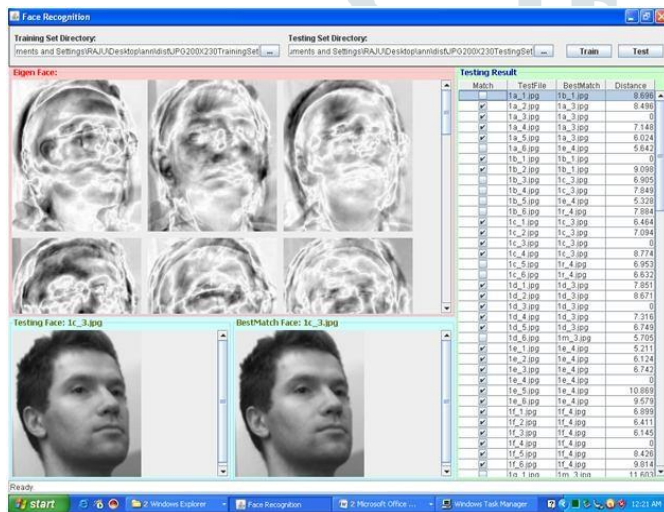 Face Recognition
Training Set Directory:
Testing Set Directory:
ments and Settings\RAJU\Desktop\ann\dist\JPG200X230TrainingSet ...
ments and Settings\RAJU\Desktop\ann\dist\JPG200X230TestingSet ...
Train
Test
Eigen Face:
Testing Result
Match TestFile BestMatch Distance
1a_1.jpg 1b_1.jpg 8.696
1a_2.jpg 1a_3.jpg 8.496
1a_3.jpg 1a_3.jpg 0
1a_4.jpg 1a_3.jpg 7.148
1a_5.jpg 1a_3.jpg 6.024
1a_6.jpg 1e_4.jpg 5.642
1b_1.jpg 1b_1.jpg 0
1b_2.jpg 1b_1.jpg 9.098
1b_3.jpg 1c_3.jpg 6.905
1b_4.jpg 1c_3.jpg 7.849
1b_5.jpg 1e_4.jpg 5.328
1b_6.jpg 1r_4.jpg 7.884
1c_1.jpg 1c_3.jpg 6.464
1c_2.jpg 1c_3.jpg 7.094
1c_3.jpg 1c_3.jpg 0
1c_4.jpg 1c_3.jpg 8.774
1c_5.jpg 1r_4.jpg 6.953
1c_6.jpg 1r_4.jpg 6.632
1d_1.jpg 1d_3.jpg 7.851
1d_2.jpg 1d_3.jpg 8.671
1d_3.jpg 1d_3.jpg 0
1d_4.jpg 1d_3.jpg 7.316
1d_5.jpg 1d_3.jpg 6.749
1d_6.jpg 1m_3.jpg 5.705
1e_1.jpg 1e_4.jpg 5.211
1e_2.jpg 1e_4.jpg 6.124
1e_3.jpg 1e_4.jpg 6.742
1e_4.jpg 1e_4.jpg 0
1e_5.jpg 1e_4.jpg 10.869
1e_6.jpg 1e_4.jpg 9.579
1f_1.jpg 1f_4.jpg 6.899
1f_2.jpg 1f_4.jpg 6.411
1f_3.jpg 1f_4.jpg 6.145
1f_4.jpg 1f_4.jpg 0
1f_5.jpg 1f_4.jpg 8.426
1f_6.jpg 1f_4.jpg 9.814
1g_1.jpg 1m_3.jpg 11.603
Testing Face: 1c_3.jpg
BestMatch Face: 1c_3.jpg
Ready
start
2 Windows Explorer
Face Recognition
2 Microsoft Office ...
Windows Task Manager
12:21 AM